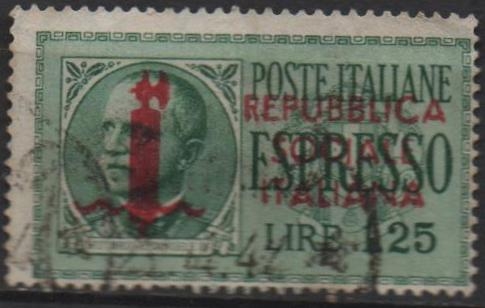 POSTE ITALIANE
REPUBBLICA
ESPRESSO
SOCIALE
ITALIANA
LIRE 1.25